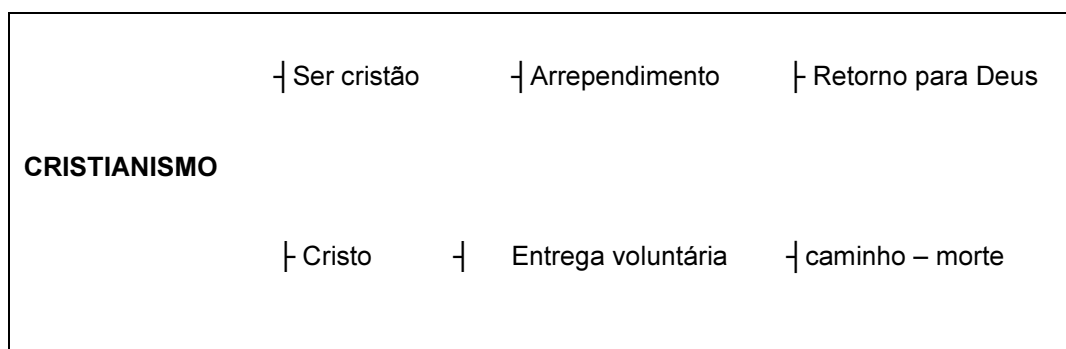 ┤Ser cristão ┤Arrependimento ├ Retorno para Deus
CRISTIANISMO
├ Cristo ┤ Entrega voluntária ┤caminho – morte